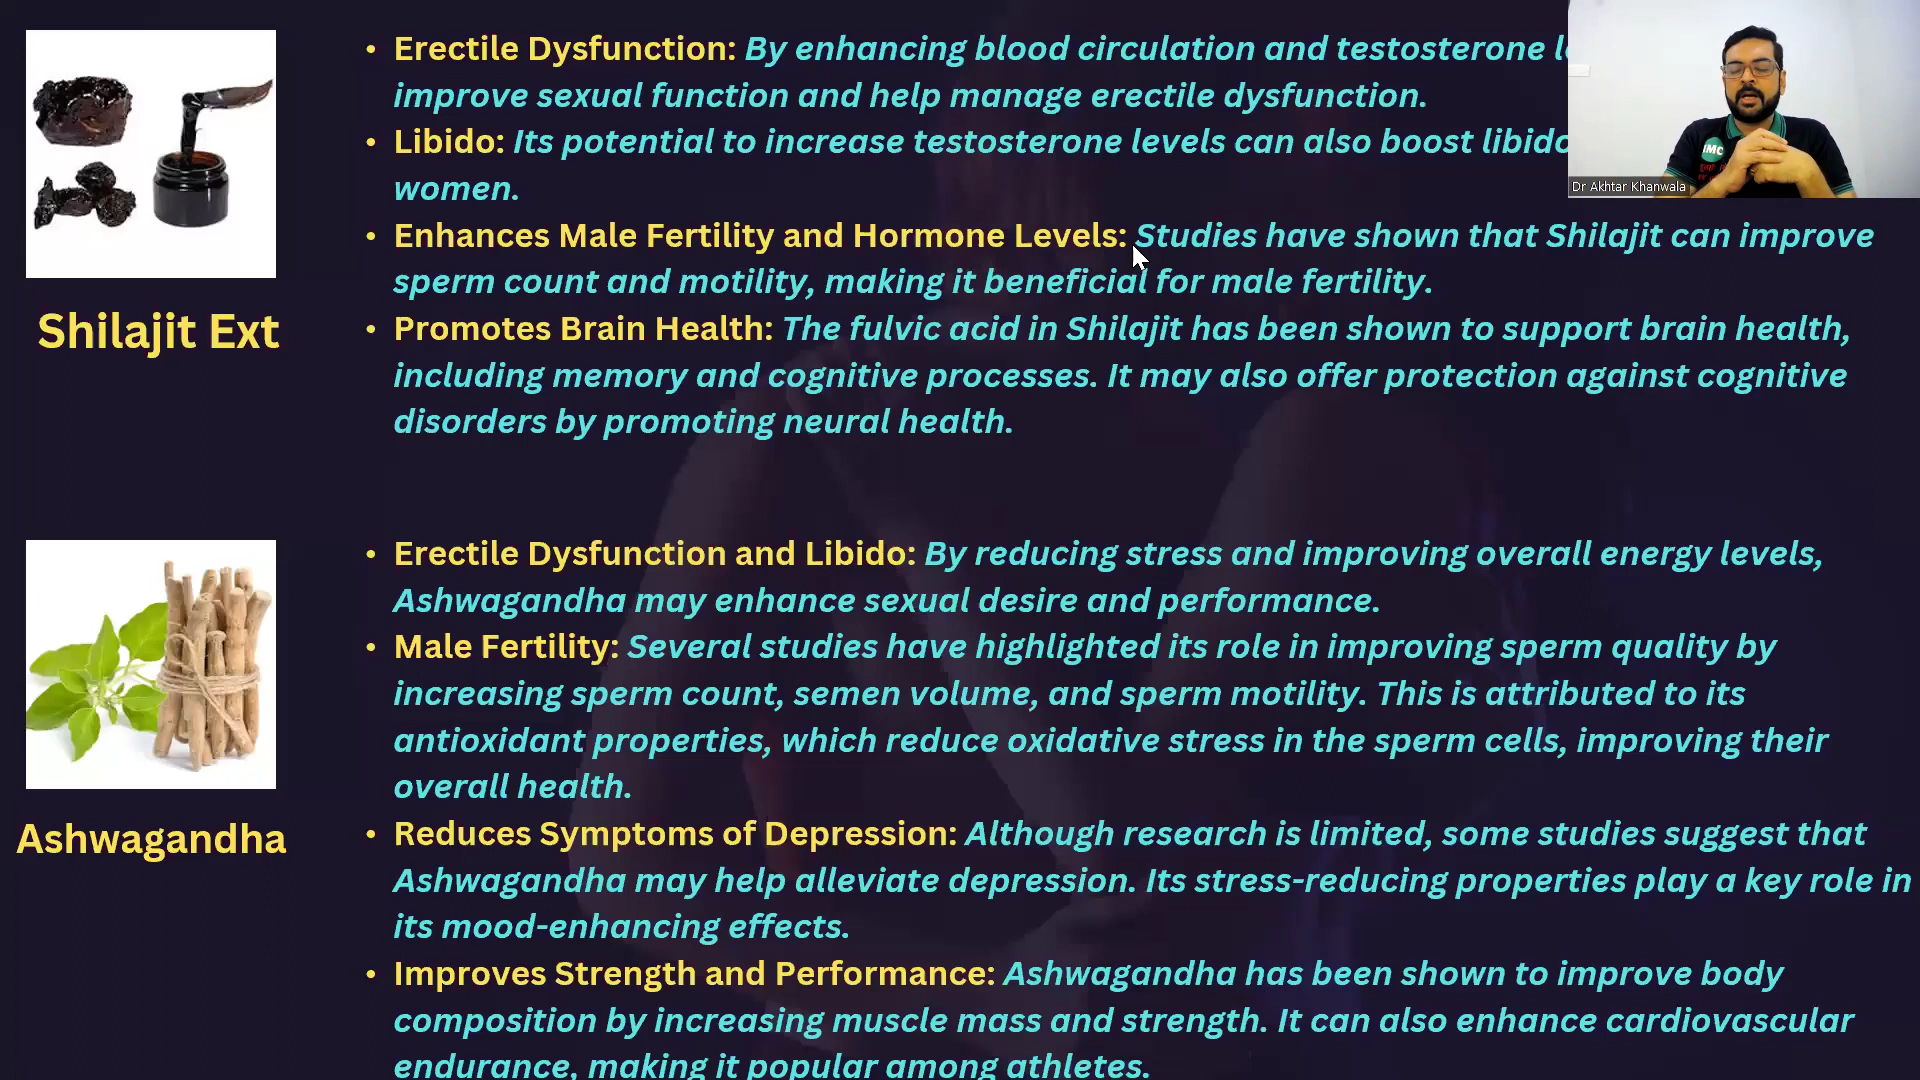 • Erectile Dysfunction: By enhancing blood circulation and testosterone
improve sexual function and help manage erectile dysfunction.
• Libido: Its potential to increase testosterone levels can also boost libido
women.
• Enhances Male Fertility and Hormone Levels: Studies have shown that Shilajit can improve
sperm count and motility, making it beneficial for male fertility.
• Promotes Brain Health: The fulvic acid in Shilajit has been shown to support brain health,
including memory and cognitive processes. It may also offer protection against cognitive
disorders by promoting neural health.
Shilajit Ext
IMC
Dr Akhtar Khanwala
• Erectile Dysfunction and Libido: By reducing stress and improving overall energy levels,
Ashwagandha may enhance sexual desire and performance.
• Male Fertility: Several studies have highlighted its role in improving sperm quality by
increasing sperm count, semen volume, and sperm motility. This is attributed to its
antioxidant properties, which reduce oxidative stress in the sperm cells, improving their
overall health.
• Reduces Symptoms of Depression: Although research is limited, some studies suggest that
Ashwagandha may help alleviate depression. Its stress-reducing properties play a key role in
its mood-enhancing effects.
• Improves Strength and Performance: Ashwagandha has been shown to improve body
composition by increasing muscle mass and strength. It can also enhance cardiovascular
endurance, making it popular among athletes.
Ashwagandha